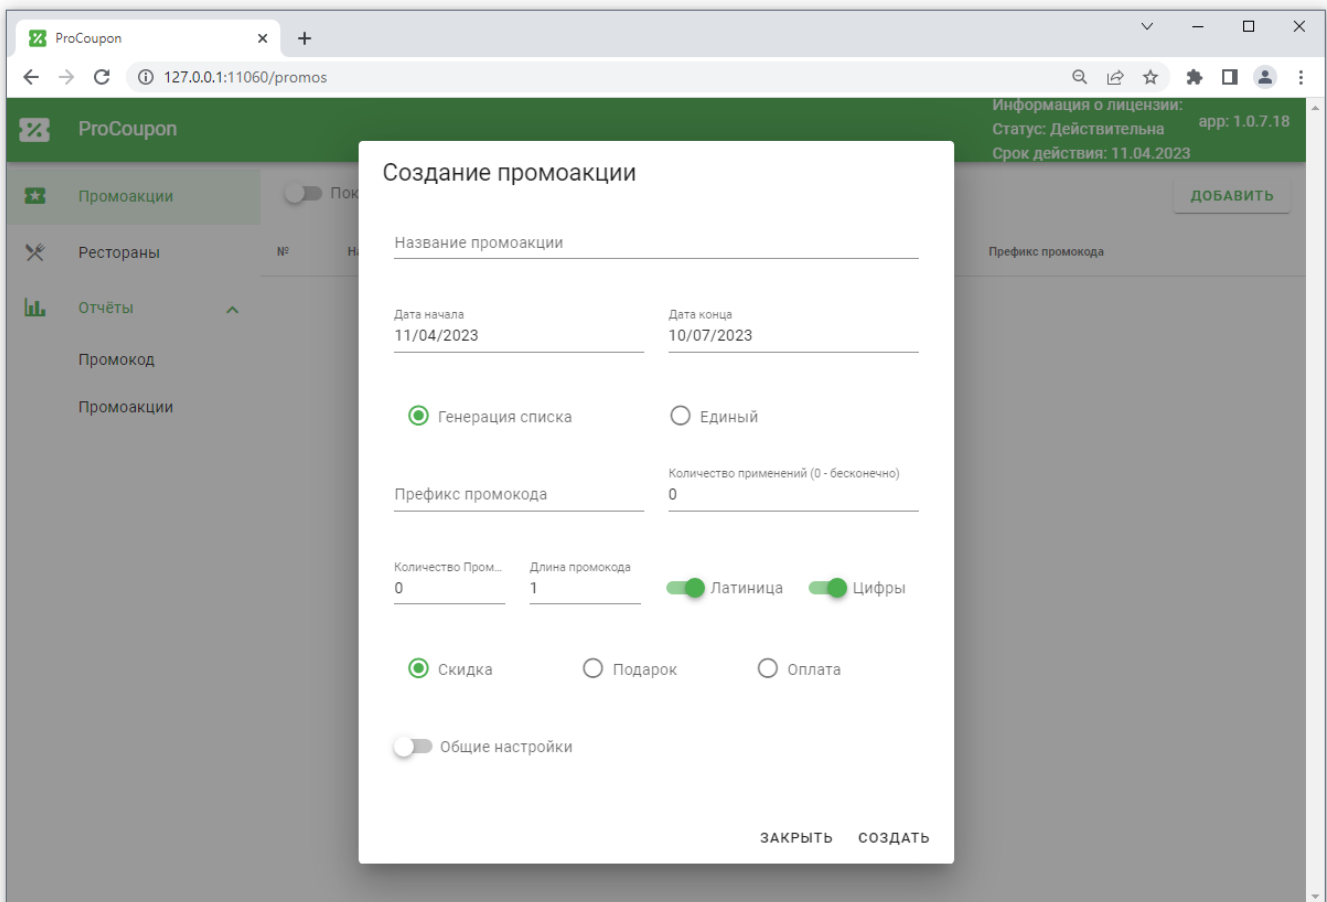 ProCoupon
127.0.0.1:11060/promos
ProCoupon
Информация о лицензии:
Статус: Действительна
Срок действия: 11.04.2023
app: 1.0.7.18
Промоакции
Рестораны
Отчёты
Промокод
Промоакции
Пок
ДОБАВИТЬ
№
На
Префикс промокода
Создание промоакции
Название промоакции
Дата начала
11/04/2023
Дата конца
10/07/2023
Генерация списка
Единый
Префикс промокода
Количество применений (0 - бесконечно)
0
Количество Пром...
0
Длина промокода
1
Латиница
Цифры
Скидка
Подарок
Оплата
Общие настройки
ЗАКРЫТЬ
СОЗДАТЬ